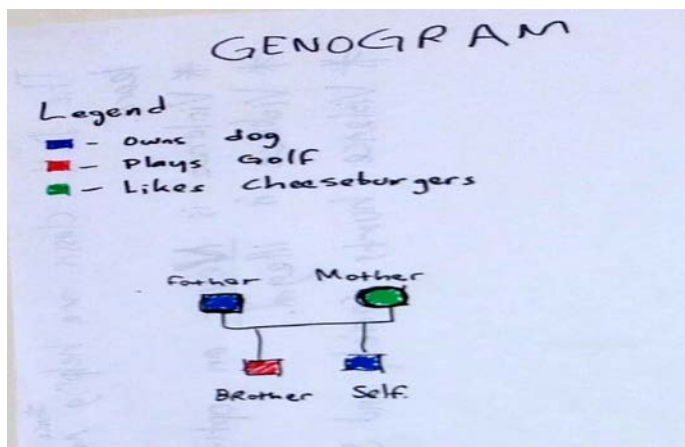 GENOGRAM
Legend
- Owns dog
- Plays Golf
- Likes Cheeseburgers
Father Mother
BRother Self.